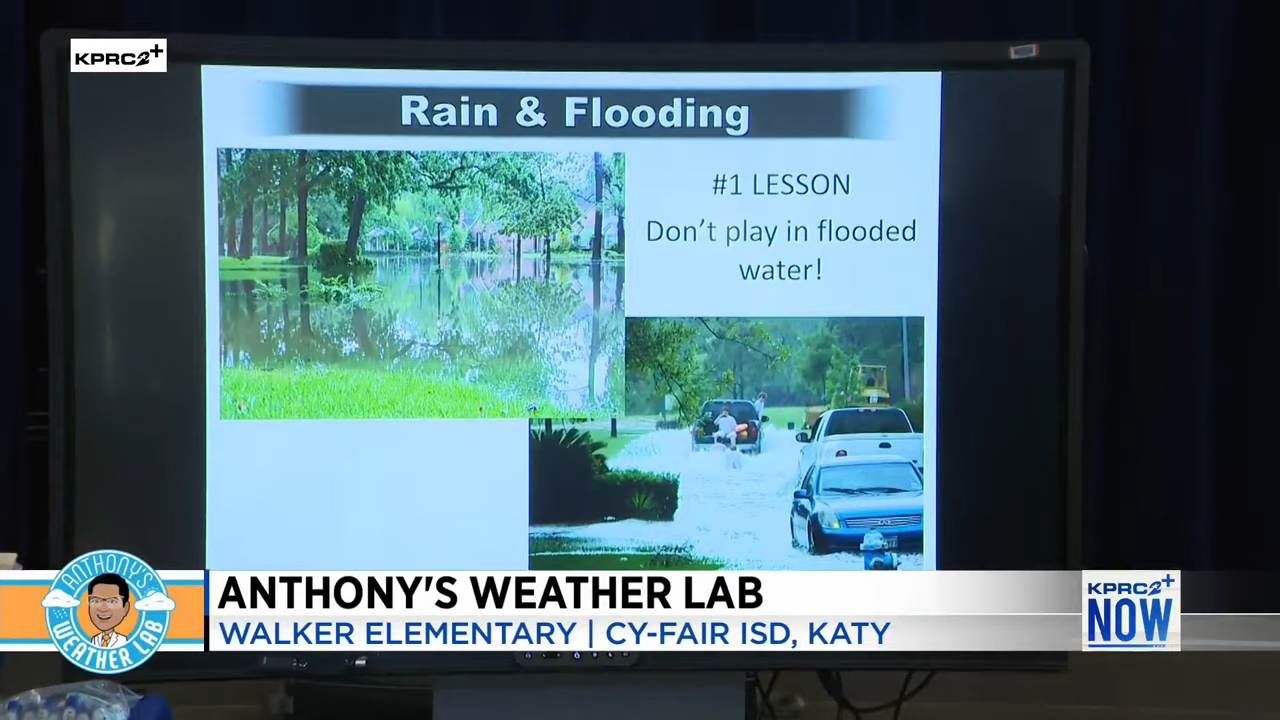 KPRC2+
Rain & Flooding
#1 LESSON
Don't play in flooded
water!
ANTHONY'S
WEATHER LAB
ANTHONY'S WEATHER LAB
WALKER ELEMENTARY | CY-FAIR ISD, KATY
KPRC2+
NOW